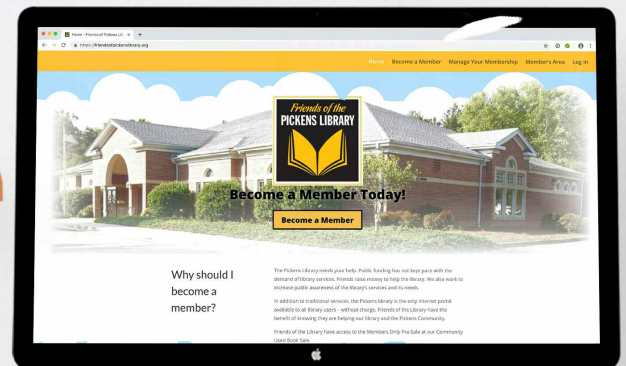 Home – Friends of Pickens Lib
https://friendsofpickenslibrary.org
Home Become a Member Manage Your Membership Member's Area Log In
Friends of the
PICKENS LIBRARY
Become a Member Today!
Become a Member
Why should I
become a
member?
The Pickens Library needs your help. Public funding has not kept pace with the
demand of library services. Friends raise money to help the library. We also work to
increase public awareness of the library's services and its needs.
In addition to traditional services, the Pickens library is the only internet portal
available to all library users - without charge. Friends of the Library have the
benefit of knowing they are helping our library and the Pickens Community.
Friends of the Library have access to the Members Only Pre-Sale at our Community
Used Book Sale.